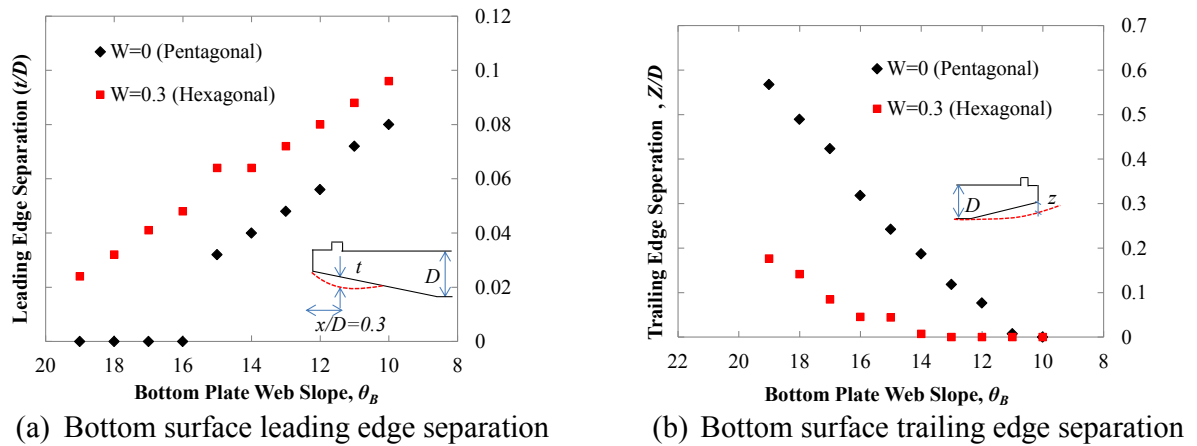 0.12
0.1
0.08
0.06
0.04
0.02
0
Leading Edge Separation (t/D)
W=0 (Pentagonal)
W=0.3 (Hexagonal)
t
D
x/D=0.3
20 18 16 14 12 10 8
Bottom Plate Web Slope, θB
(a) Bottom surface leading edge separation
0.7
0.6
0.5
0.4
0.3
0.2
0.1
0
Trailing Edge Seperation , Z/D
W=0 (Pentagonal)
W=0.3 (Hexagonal)
D
z
22 20 18 16 14 12 10 8
Bottom Plate Web Slope, θB
(b) Bottom surface trailing edge separation